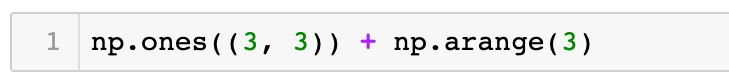 1 np.ones((3, 3)) + np.arange(3)